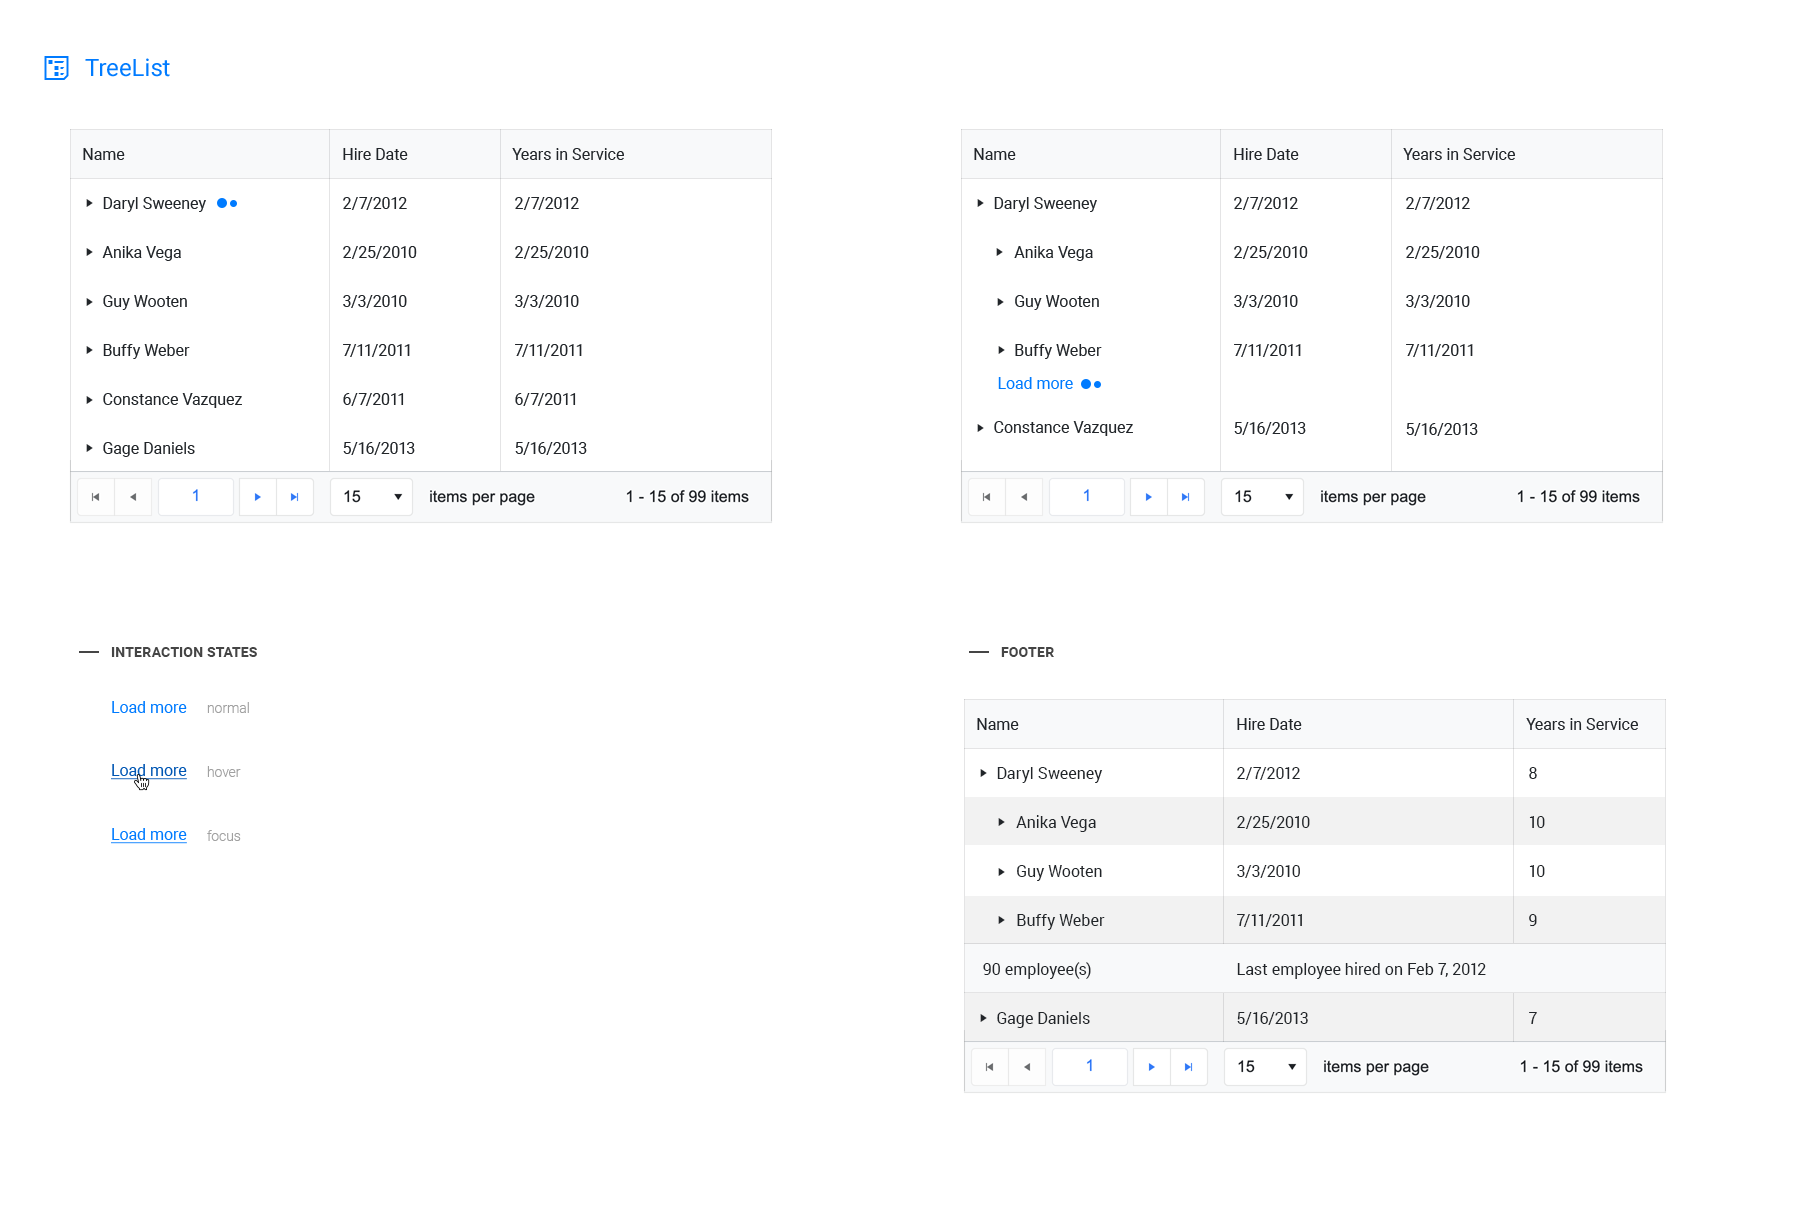 TreeList
Name Hire Date Years in Service
Daryl Sweeney 2/7/2012 2/7/2012
Anika Vega 2/25/2010 2/25/2010
Guy Wooten 3/3/2010 3/3/2010
Buffy Weber 7/11/2011 7/11/2011
Constance Vazquez 6/7/2011 6/7/2011
Gage Daniels 5/16/2013 5/16/2013
1 15 items per page 1 - 15 of 99 items
Name Hire Date Years in Service
Daryl Sweeney 2/7/2012 2/7/2012
Anika Vega 2/25/2010 2/25/2010
Guy Wooten 3/3/2010 3/3/2010
Buffy Weber 7/11/2011 7/11/2011
Load more
Constance Vazquez 5/16/2013 5/16/2013
1 15 items per page 1 - 15 of 99 items
INTERACTION STATES
Load more normal
Load more hover
Load more focus
FOOTER
Name Hire Date Years in Service
Daryl Sweeney 2/7/2012 8
Anika Vega 2/25/2010 10
Guy Wooten 3/3/2010 10
Buffy Weber 7/11/2011 9
90 employee(s) Last employee hired on Feb 7, 2012
Gage Daniels 5/16/2013 7
1 15 items per page 1 - 15 of 99 items